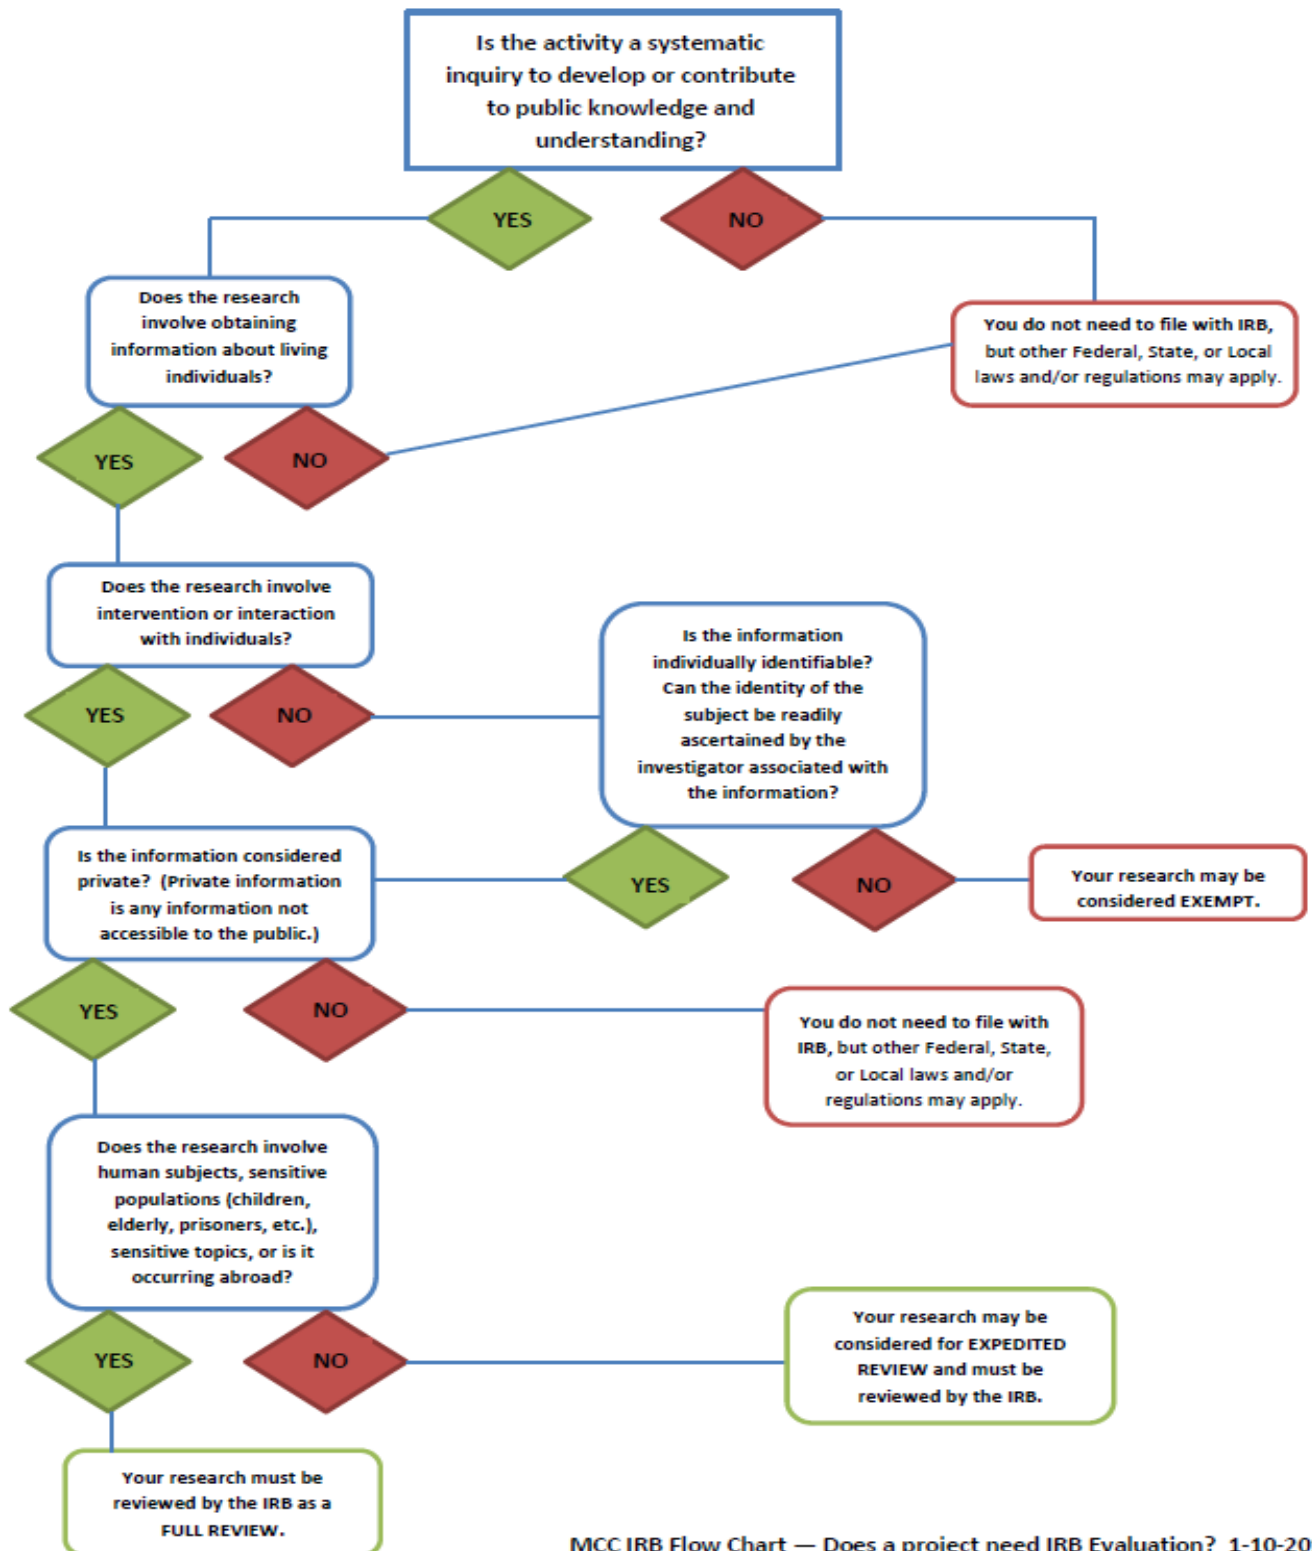 Is the activity a systematic
inquiry to develop or contribute
to public knowledge and
understanding?
YES
NO
Does the research
involve obtaining
information about living
individuals?
You do not need to file with IRB,
but other Federal, State, or Local
laws and/or regulations may apply.
YES
NO
Does the research involve
intervention or interaction
with individuals?
Is the information
individually identifiable?
Can the identity of the
subject be readily
ascertained by the
investigator associated with
the information?
YES
NO
Is the information considered
private? (Private information
is any information not
accessible to the public.)
YES
NO
Your research may be
considered EXEMPT.
YES
NO
You do not need to file with
IRB, but other Federal, State,
or Local laws and/or
regulations may apply.
Does the research involve
human subjects, sensitive
populations (children,
elderly, prisoners, etc.),
sensitive topics, or is it
occurring abroad?
YES
NO
Your research may be
considered for EXPEDITED
REVIEW and must be
reviewed by the IRB.
Your research must be
reviewed by the IRB as a
FULL REVIEW.
MCC IRB Flow Chart — Does a project need IRB Evaluation? 1-10-20